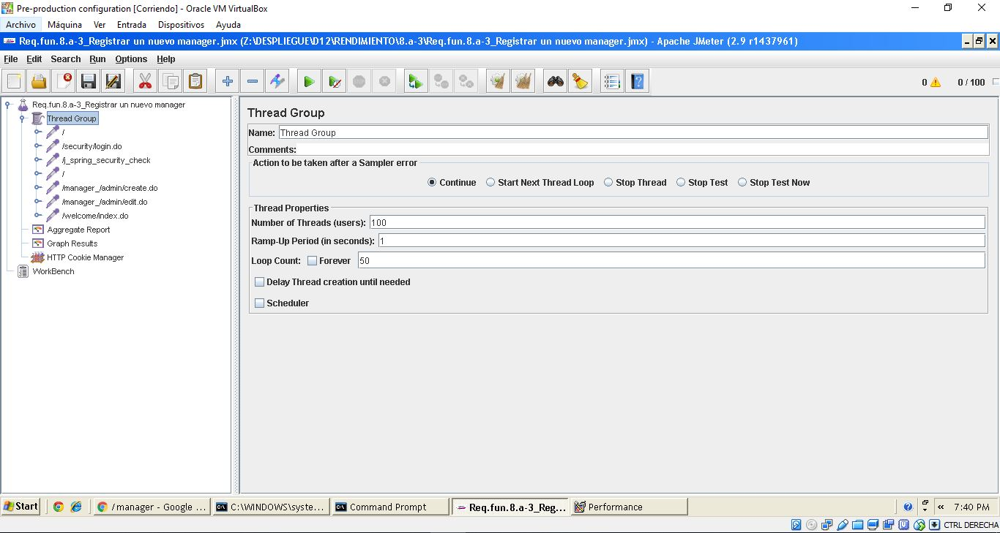 Pre-production configuration [Corriendo] - Oracle VM VirtualBox
Archivo Máquina Ver Entrada Dispositivos Ayuda
Req.fun.8.a-3_Registrar un nuevo manager.jmx (Z:\DESPLIEGUE\D12\RENDIMIENTO\8.a-3\Req.fun.8.a-3_Registrar un nuevo manager.jmx) - Apache JMeter (2.9 r1437961)
File Edit Search Run Options Help
0 0 / 100
Req.fun.8.a-3_Registrar un nuevo manager
Thread Group
/
/security/login.do
/j_spring_security_check
/
/manager_/admin/create.do
/manager_/admin/edit.do
/welcome/index.do
Aggregate Report
Graph Results
HTTP Cookie Manager
WorkBench
Thread Group
Name: Thread Group
Comments:
Action to be taken after a Sampler error
Continue Start Next Thread Loop Stop Thread Stop Test Stop Test Now
Thread Properties
Number of Threads (users): 100
Ramp-Up Period (in seconds): 1
Loop Count: Forever 50
Delay Thread creation until needed
Scheduler
Start /manager - Google ... C:\WINDOWS\syste... Command Prompt Req.fun.8.a-3_Reg... Performance « 7:40 PM
CTRL DERECHA